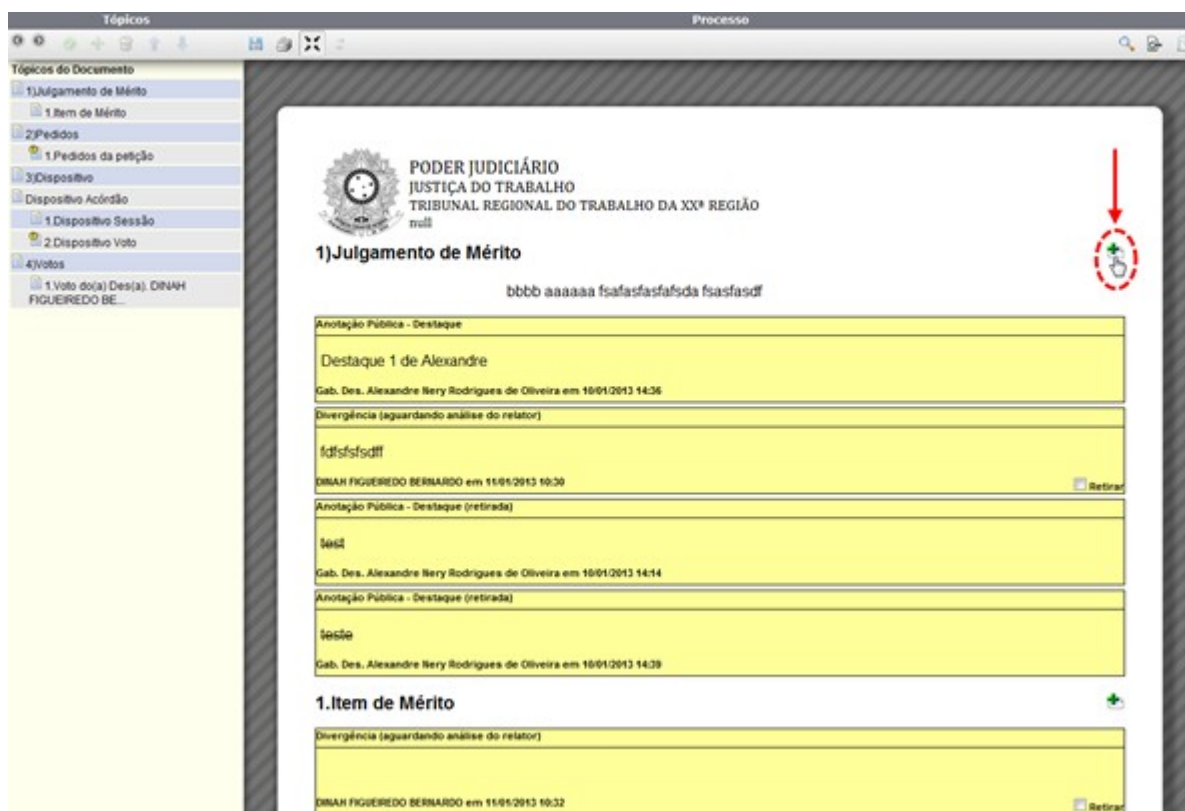 Tópicos
Processo
Tópicos do Documento
1)Julgamento de Mérito
1.Item de Mérito
2)Pedidos
1.Pedidos da petição
3)Dispositivo
Dispositivo Acórdão
1.Dispositivo Sessão
2.Dispositivo Voto
4)Votos
1.Voto do(a) Des(a). DINAH
FIGUEIREDO BE...
PODER JUDICIÁRIO
JUSTIÇA DO TRABALHO
TRIBUNAL REGIONAL DO TRABALHO DA XXª REGIÃO
null
1)Julgamento de Mérito
bbbb aaaaaa fsafasfasfafsda fsasfasdf
Anotação Pública - Destaque
Destaque 1 de Alexandre
Gab. Des. Alexandre Nery Rodrigues de Oliveira em 10/01/2013 14:36
Divergência (aguardando análise do relator)
fdfsfsfsdff
DINAH FIGUEIREDO BERNARDO em 11/01/2013 10:30
Retirar
Anotação Pública - Destaque (retirada)
test
Gab. Des. Alexandre Nery Rodrigues de Oliveira em 10/01/2013 14:14
Anotação Pública - Destaque (retirada)
teste
Gab. Des. Alexandre Nery Rodrigues de Oliveira em 10/01/2013 14:39
1.Item de Mérito
Divergência (aguardando análise do relator)
DINAH FIGUEIREDO BERNARDO em 11/01/2013 10:32
Retirar